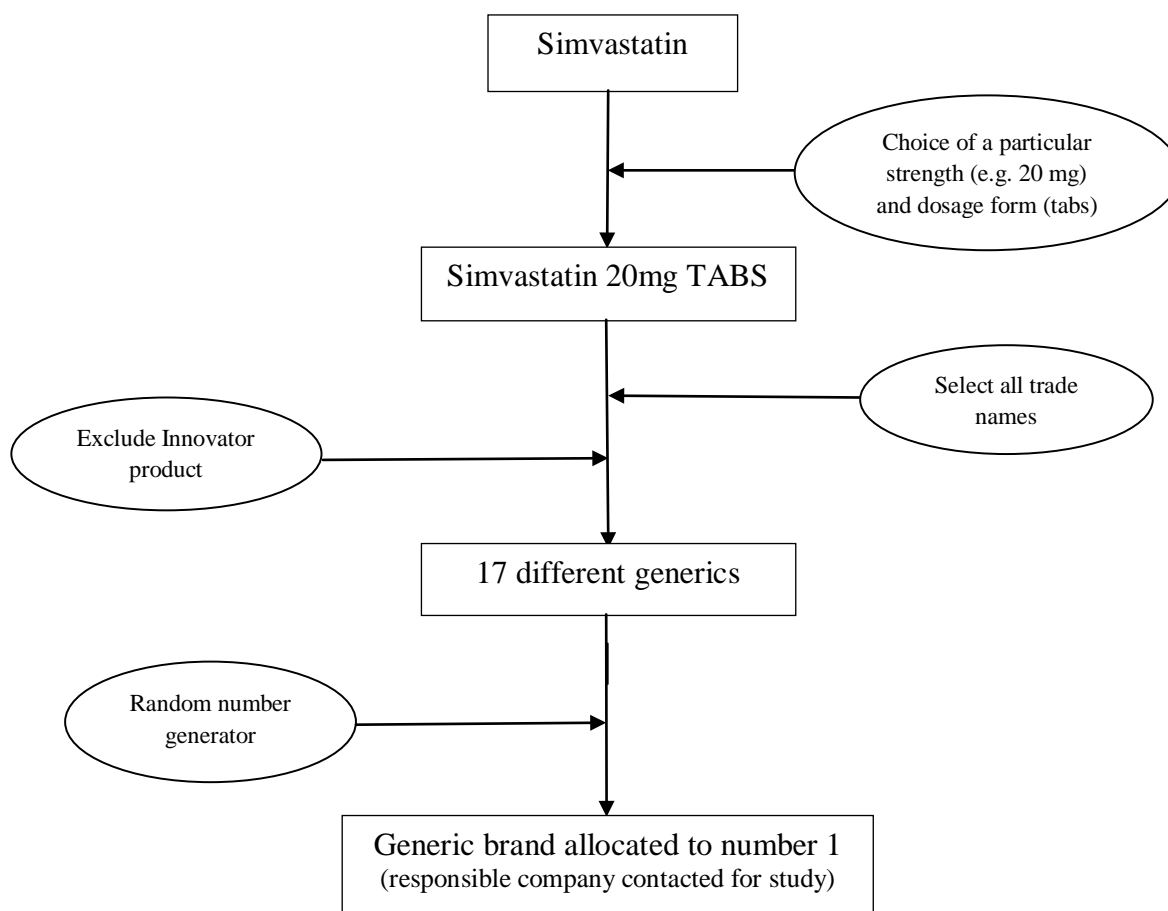 Simvastatin
Choice of a particular
strength (e.g. 20 mg)
and dosage form (tabs)
Simvastatin 20mg TABS
Select all trade
names
Exclude Innovator
product
17 different generics
Random number
generator
Generic brand allocated to number 1
(responsible company contacted for study)